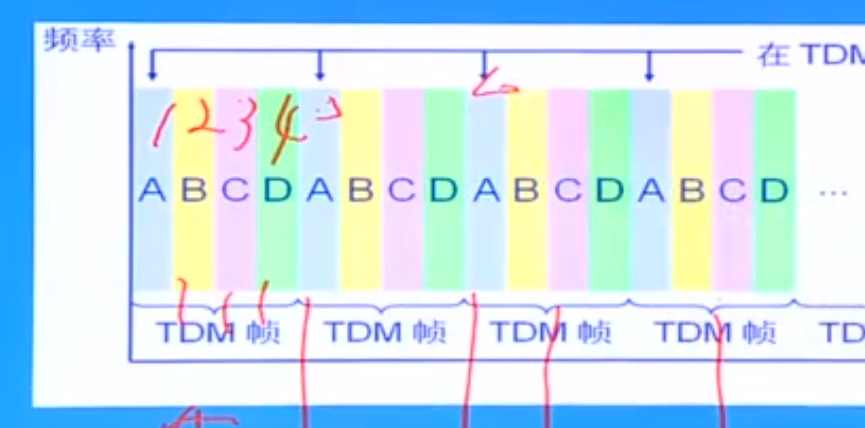 频率
在 TDM
1 2 3 4
A B C D A B C D A B C D A B C D ...
TDM 帧 TDM 帧 TDM 帧 TDM 帧 TD